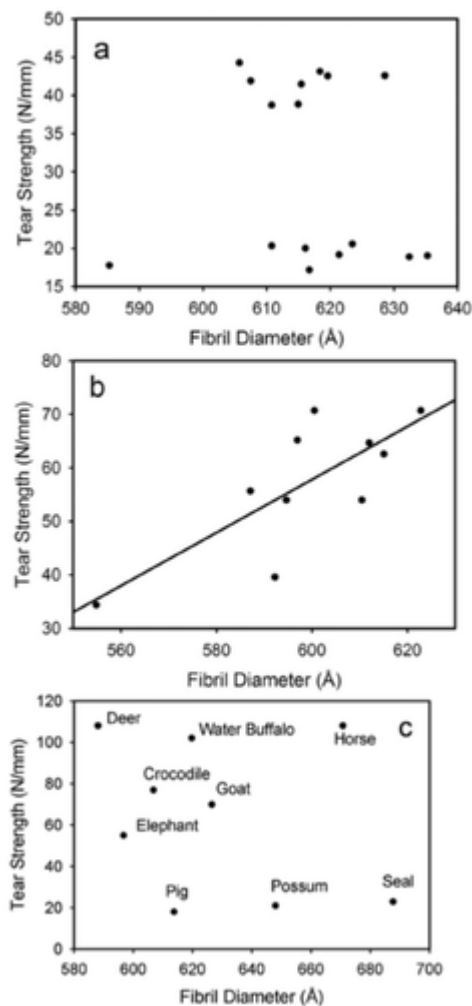 a
50
45
40
35
30
25
20
15
Tear Strength (N/mm)
580 590 600 610 620 630 640
Fibril Diameter (Å)
b
80
70
60
50
40
30
Tear Strength (N/mm)
560 580 600 620
Fibril Diameter (Å)
c
120
100
80
60
40
20
0
Tear Strength (N/mm)
Deer
Water Buffalo
Horse
Crocodile
Goat
Elephant
Pig
Possum
Seal
580 600 620 640 660 680 700
Fibril Diameter (Å)